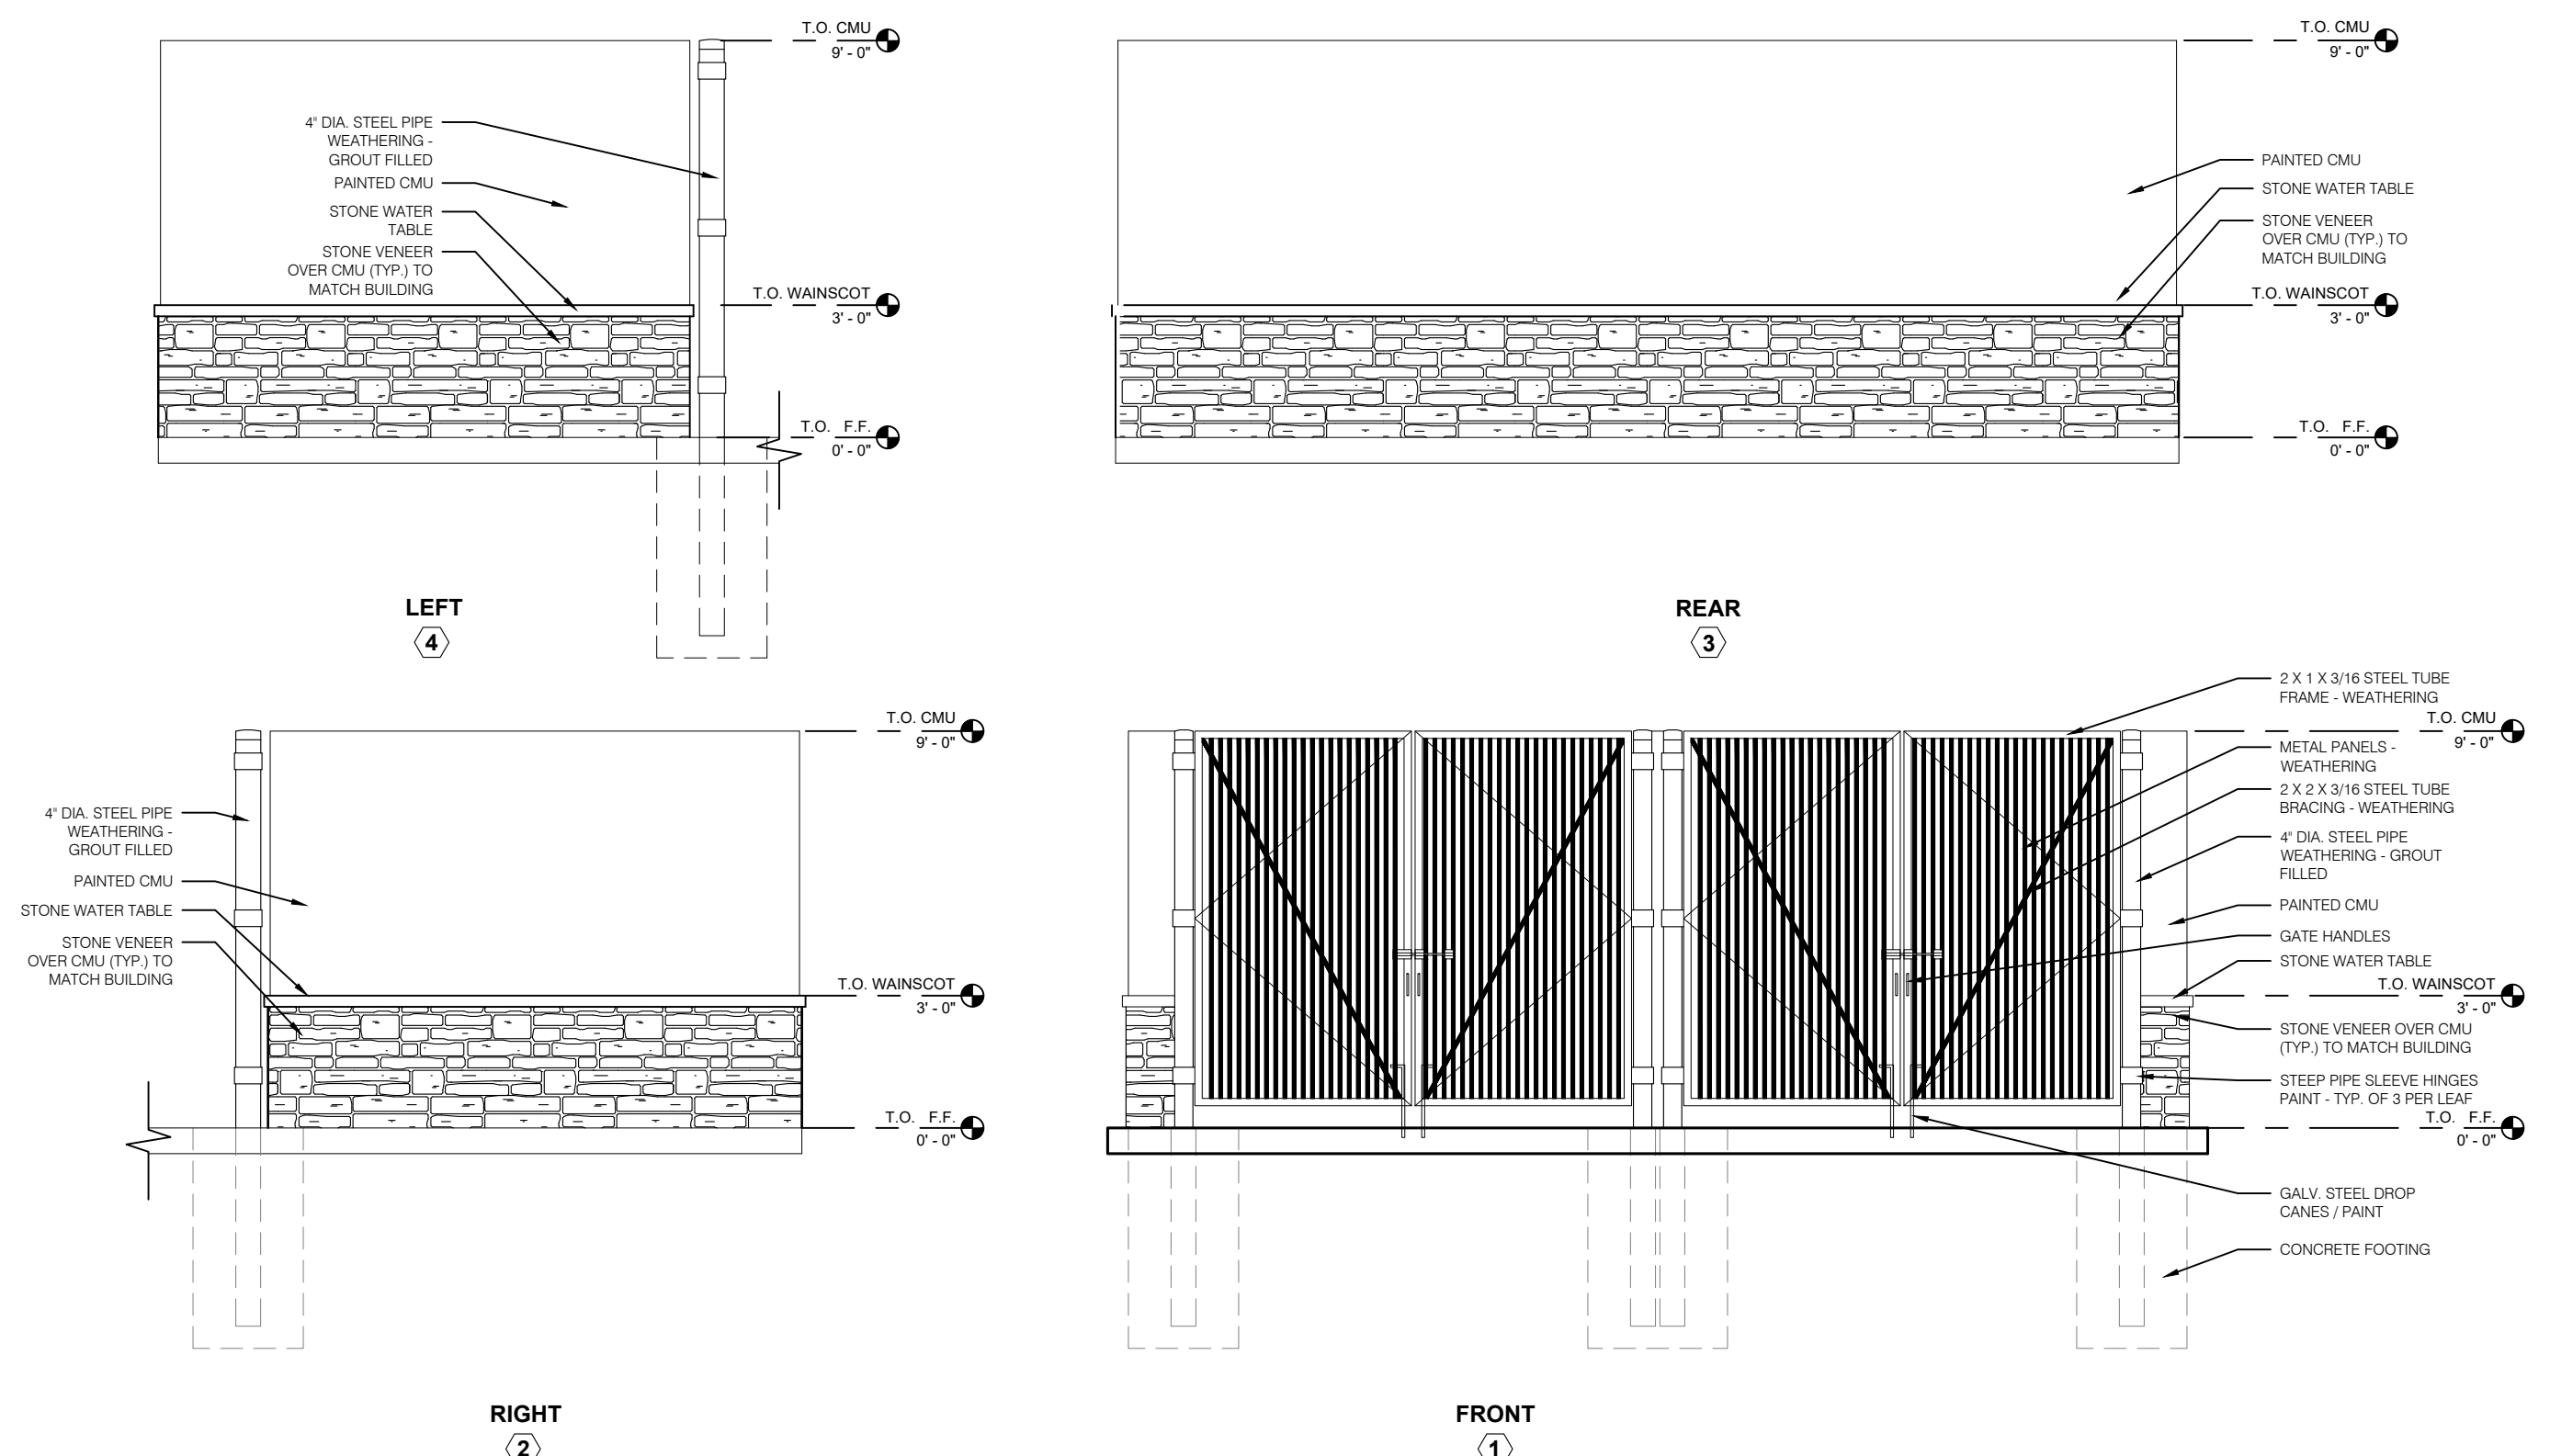 T.O. CMU
9' - 0"
4" DIA. STEEL PIPE
WEATHERING -
GROUT FILLED
PAINTED CMU
STONE WATER
TABLE
STONE VENEER
OVER CMU (TYP.) TO
MATCH BUILDING
T.O. WAINSCOT
3' - 0"
T.O. F.F.
0' - 0"
LEFT
4
T.O. CMU
9' - 0"
PAINTED CMU
STONE WATER TABLE
STONE VENEER
OVER CMU (TYP.) TO
MATCH BUILDING
T.O. WAINSCOT
3' - 0"
T.O. F.F.
0' - 0"
REAR
3
T.O. CMU
9' - 0"
4" DIA. STEEL PIPE
WEATHERING -
GROUT FILLED
PAINTED CMU
STONE WATER TABLE
STONE VENEER
OVER CMU (TYP.) TO
MATCH BUILDING
T.O. WAINSCOT
3' - 0"
T.O. F.F.
0' - 0"
RIGHT
2
2 X 1 X 3/16 STEEL TUBE
FRAME - WEATHERING
T.O. CMU
9' - 0"
METAL PANELS -
WEATHERING
2 X 2 X 3/16 STEEL TUBE
BRACING - WEATHERING
4" DIA. STEEL PIPE
WEATHERING - GROUT
FILLED
PAINTED CMU
GATE HANDLES
STONE WATER TABLE
T.O. WAINSCOT
3' - 0"
STONE VENEER OVER CMU
(TYP.) TO MATCH BUILDING
STEEP PIPE SLEEVE HINGES
PAINT - TYP. OF 3 PER LEAF
T.O. F.F.
0' - 0"
GALV. STEEL DROP
CANES / PAINT
CONCRETE FOOTING
FRONT
1